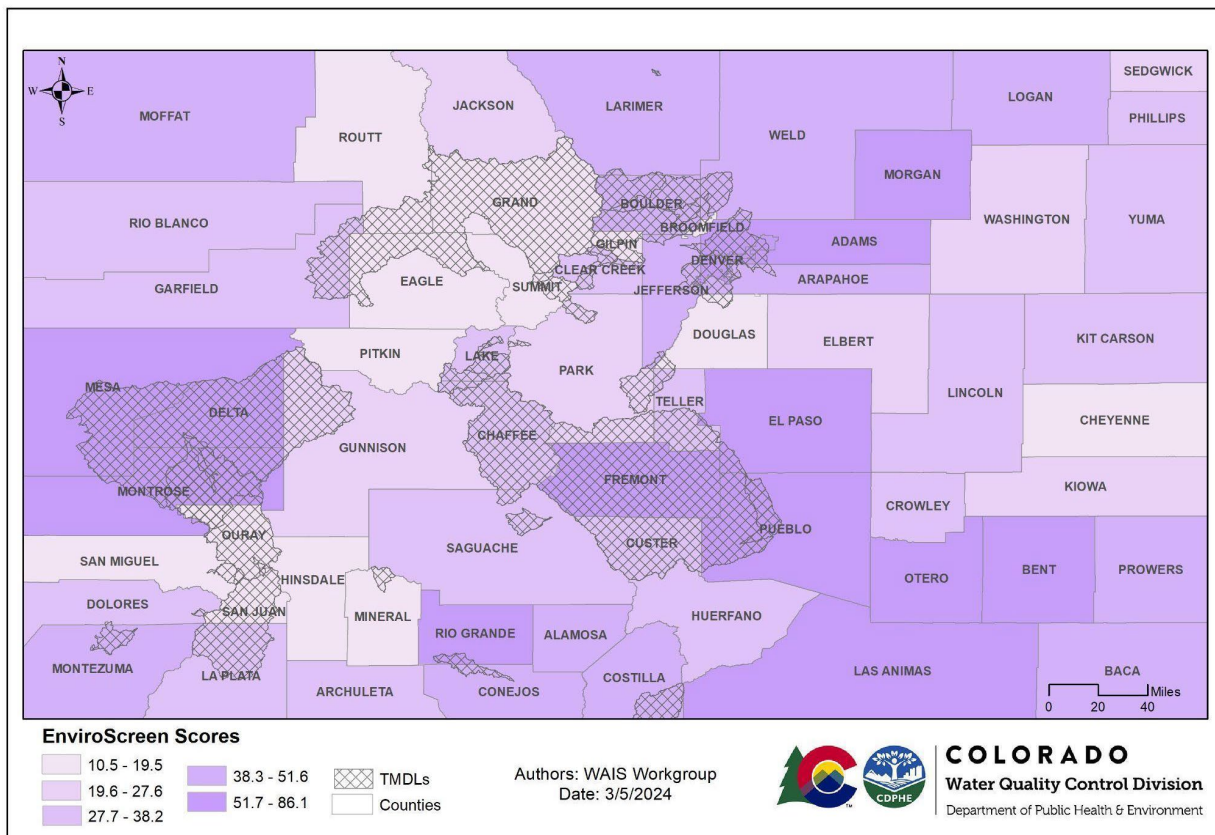 N
W E
S
MOFFAT
ROUTT
JACKSON
LARIMER
WELD
LOGAN
SEDGWICK
PHILLIPS
MORGAN
WASHINGTON
YUMA
RIO BLANCO
GRAND
BOULDER
BROOMFIELD
GILPIN
ADAMS
DENVER
CLEAR CREEK
ARAPAHOE
GARFIELD
EAGLE
SUMMIT
JEFFERSON
DOUGLAS
ELBERT
KIT CARSON
PITKIN
LAKE
PARK
MESA
DELTA
TELLER
LINCOLN
EL PASO
CHEYENNE
GUNNISON
CHAFFEE
FREMONT
MONTROSE
KIOWA
CROWLEY
PUEBLO
OURAY
CUSTER
SAGUACHE
SAN MIGUEL
HINSDALE
OTERO
BENT
PROWERS
DOLORES
SAN JUAN
MINERAL
HUERFANO
RIO GRANDE
ALAMOSA
MONTEZUMA
LA PLATA
ARCHULETA
CONEJOS
COSTILLA
LAS ANIMAS
BACA
Miles
0 20 40
EnviroScreen Scores
10.5 - 19.5
19.6 - 27.6
27.7 - 38.2
38.3 - 51.6
51.7 - 86.1
TMDLs
Counties
Authors: WAIS Workgroup
Date: 3/5/2024
TM
CDPHE
COLORADO
Water Quality Control Division
Department of Public Health & Environment